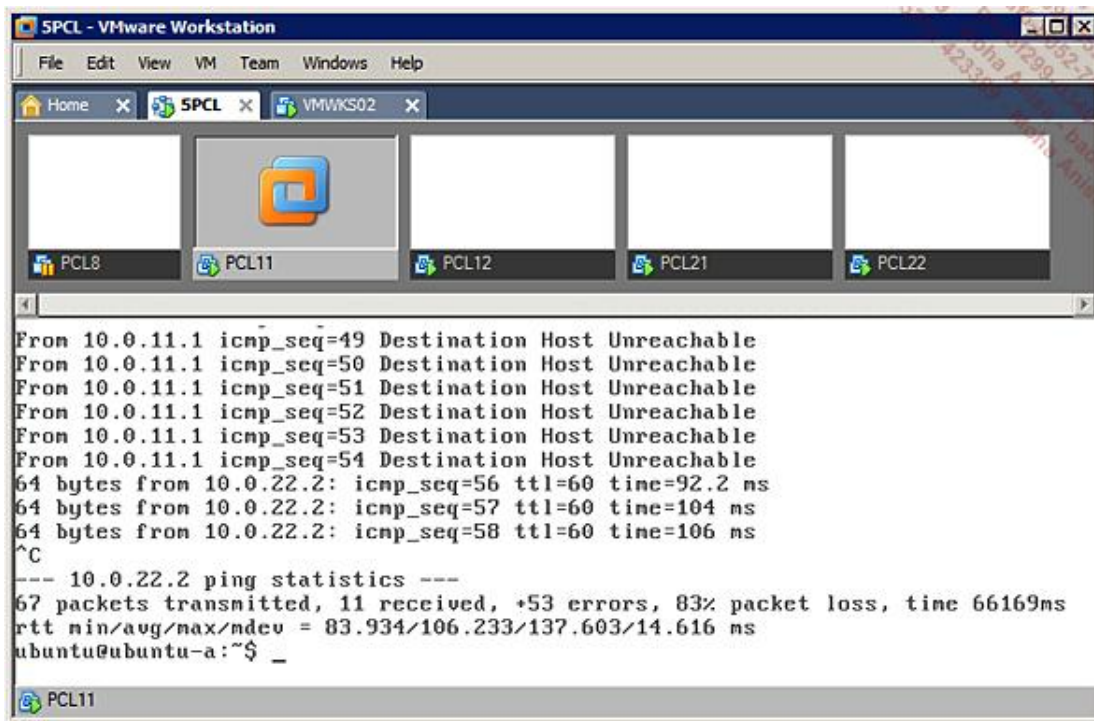 5PCL - VMware Workstation
File Edit View VM Team Windows Help
Home 5PCL VMWKS02
PCL8 PCL11 PCL12 PCL21 PCL22
From 10.0.11.1 icmp_seq=49 Destination Host Unreachable
From 10.0.11.1 icmp_seq=50 Destination Host Unreachable
From 10.0.11.1 icmp_seq=51 Destination Host Unreachable
From 10.0.11.1 icmp_seq=52 Destination Host Unreachable
From 10.0.11.1 icmp_seq=53 Destination Host Unreachable
From 10.0.11.1 icmp_seq=54 Destination Host Unreachable
64 bytes from 10.0.22.2: icmp_seq=56 ttl=60 time=92.2 ms
64 bytes from 10.0.22.2: icmp_seq=57 ttl=60 time=104 ms
64 bytes from 10.0.22.2: icmp_seq=58 ttl=60 time=106 ms
^C
--- 10.0.22.2 ping statistics ---
67 packets transmitted, 11 received, +53 errors, 83% packet loss, time 66169ms
rtt min/avg/max/mdev = 83.934/106.233/137.603/14.616 ms
ubuntu@ubuntu-a:~$ _
PCL11